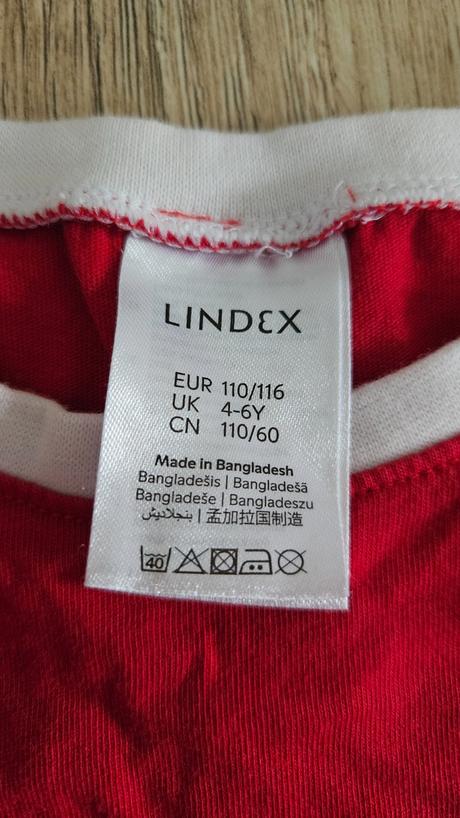 LINDEX
EUR 110/116
UK 4-6Y
CN 110/60
Made in Bangladesh
Bangladešis | Bangladešā
Bangladeše | Bangladeszu
بنجلاديش | 孟加拉国制造
40